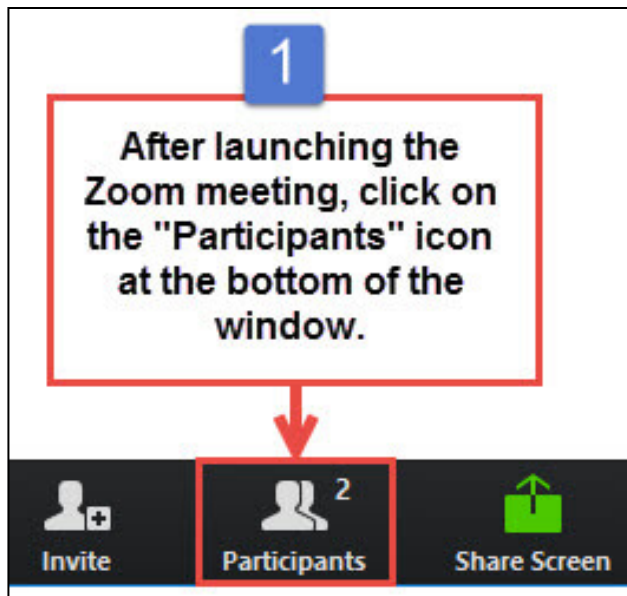 1
After launching the
Zoom meeting, click on
the "Participants" icon
at the bottom of the
window.
2
Invite
Participants
Share Screen